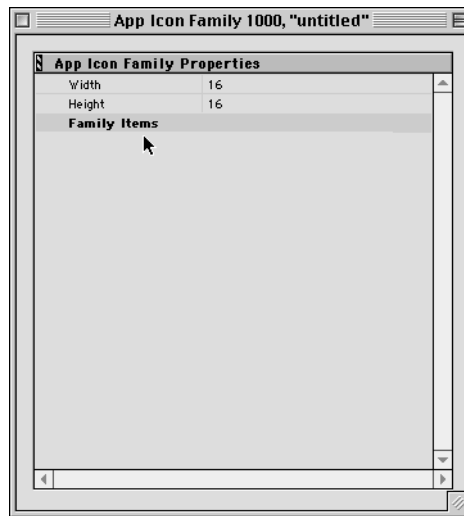 App Icon Family 1000, "untitled"
App Icon Family Properties
Width 16
Height 16
Family Items